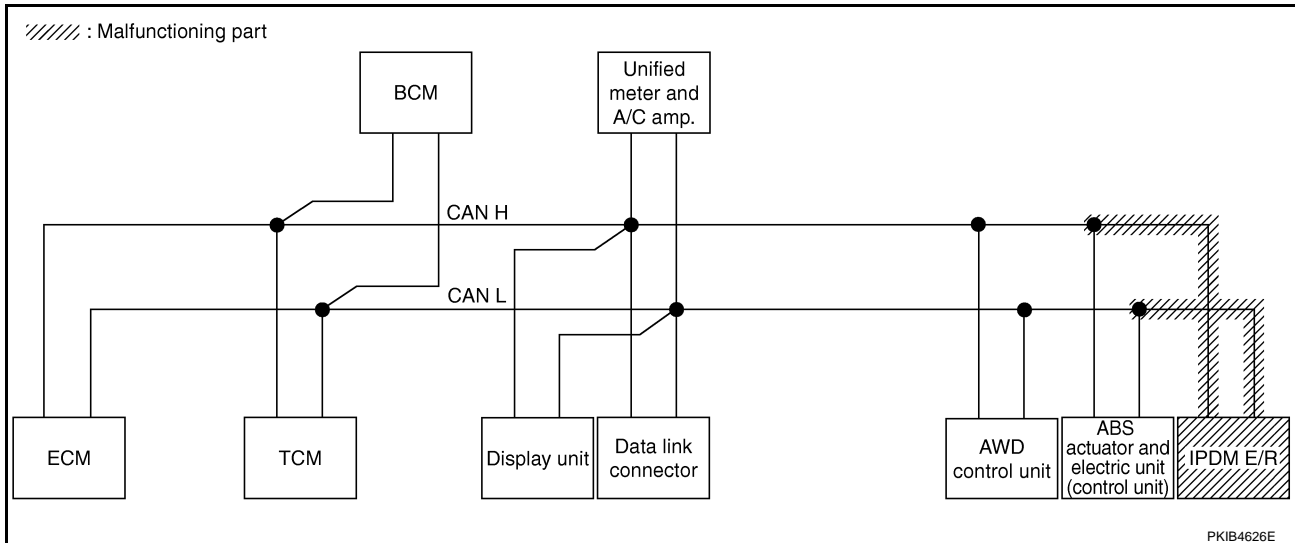 : Malfunctioning part
BCM
Unified
meter and
A/C amp.
CAN H
CAN L
ECM
TCM
Display unit
Data link
connector
AWD
control unit
ABS
actuator and
electric unit
(control unit)
IPDM E/R
PKIB4626E